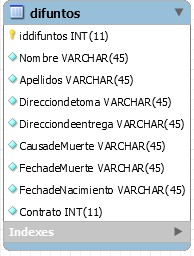 difuntos
iddifuntos INT(11)
Nombre VARCHAR(45)
Apellidos VARCHAR(45)
Direcciondetoma VARCHAR(45)
Direcciondeentrega VARCHAR(45)
CausadeMuerte VARCHAR(45)
FechadeMuerte VARCHAR(45)
FechadeNacimiento VARCHAR(45)
Contrato INT(11)
Indexes